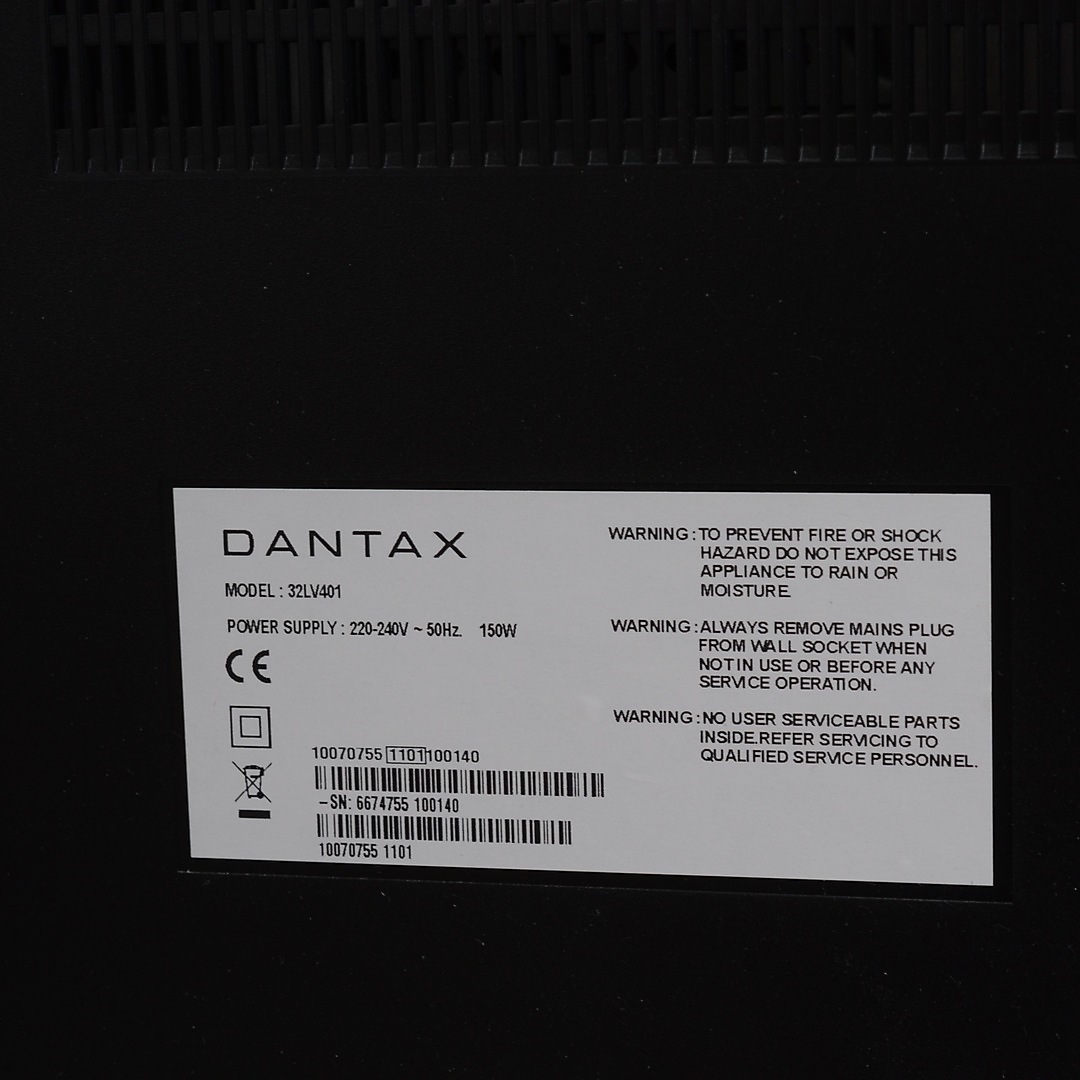 DANTAX
MODEL : 32LV401
POWER SUPPLY : 220-240V ~ 50Hz. 150W
CE
10070755 1101 100140
–SN: 6674755 100140
10070755 1101
WARNING : TO PREVENT FIRE OR SHOCK
HAZARD DO NOT EXPOSE THIS
APPLIANCE TO RAIN OR
MOISTURE.
WARNING : ALWAYS REMOVE MAINS PLUG
FROM WALL SOCKET WHEN
NOT IN USE OR BEFORE ANY
SERVICE OPERATION.
WARNING : NO USER SERVICEABLE PARTS
INSIDE.REFER SERVICING TO
QUALIFIED SERVICE PERSONNEL.